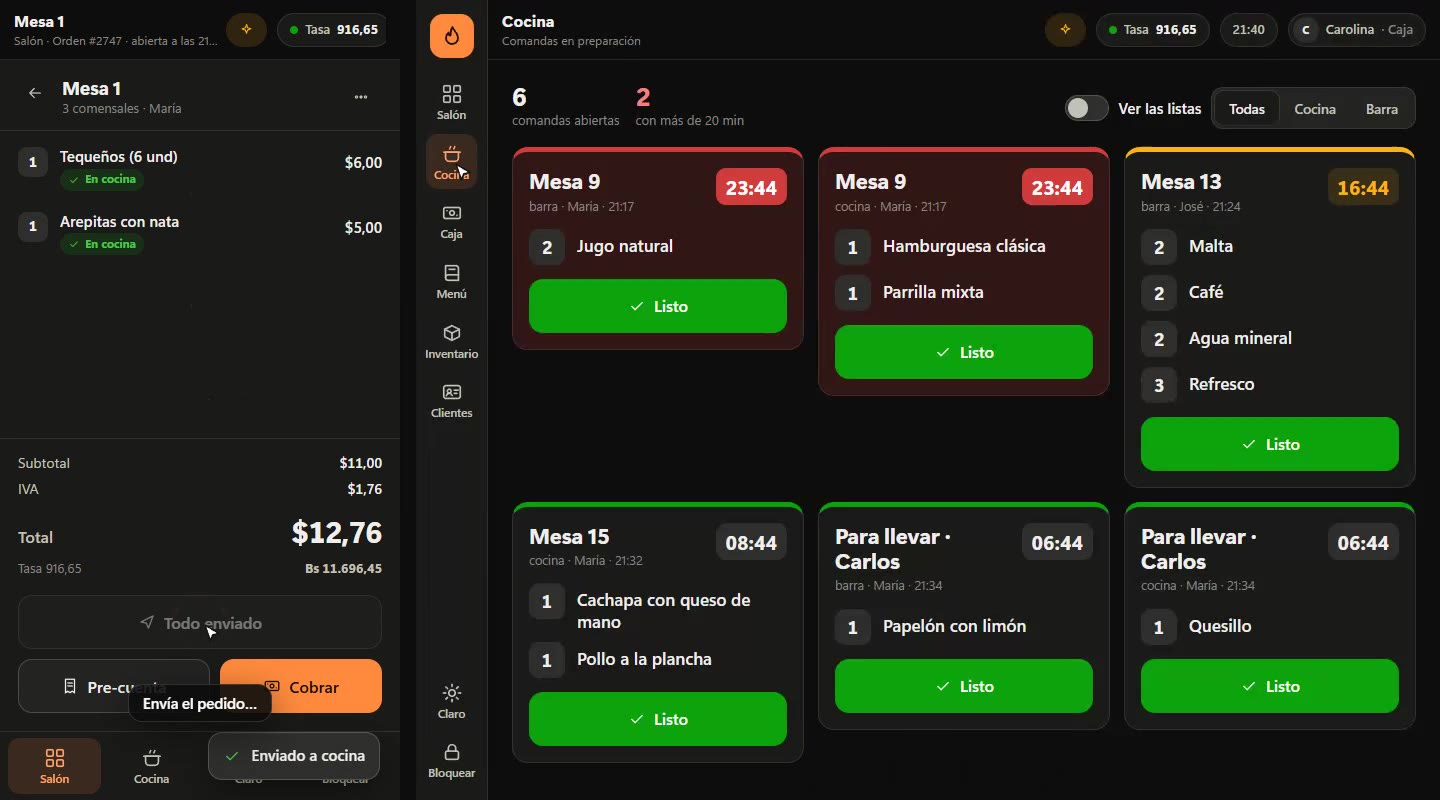 Mesa 1
Salón · Orden #2747 · abierta a las 21...
Tasa 916,65
Mesa 1
3 comensales · María
1 Tequeños (6 und) $6,00
En cocina
1 Arepitas con nata $5,00
En cocina
Subtotal $11,00
IVA $1,76
Total $12,76
Tasa 916,65 Bs 11.696,45
Todo enviado
Pre-cuenta
Cobrar
Envía el pedido...
Enviado a cocina
Salón
Cocina
Claro
Bloquear
Salón
Cocina
Caja
Menú
Inventario
Clientes
Claro
Bloquear
Cocina
Comandas en preparación
Tasa 916,65
21:40
C Carolina · Caja
6
comandas abiertas
2
con más de 20 min
Ver las listas
Todas
Cocina
Barra
Mesa 9 23:44
barra · María · 21:17
2 Jugo natural
Listo
Mesa 9 23:44
cocina · María · 21:17
1 Hamburguesa clásica
1 Parrilla mixta
Listo
Mesa 13 16:44
barra · José · 21:24
2 Malta
2 Café
2 Agua mineral
3 Refresco
Listo
Mesa 15 08:44
cocina · María · 21:32
1 Cachapa con queso de
mano
1 Pollo a la plancha
Listo
Para llevar · 06:44
Carlos
barra · María · 21:34
1 Papelón con limón
Listo
Para llevar · 06:44
Carlos
cocina · María · 21:34
1 Quesillo
Listo